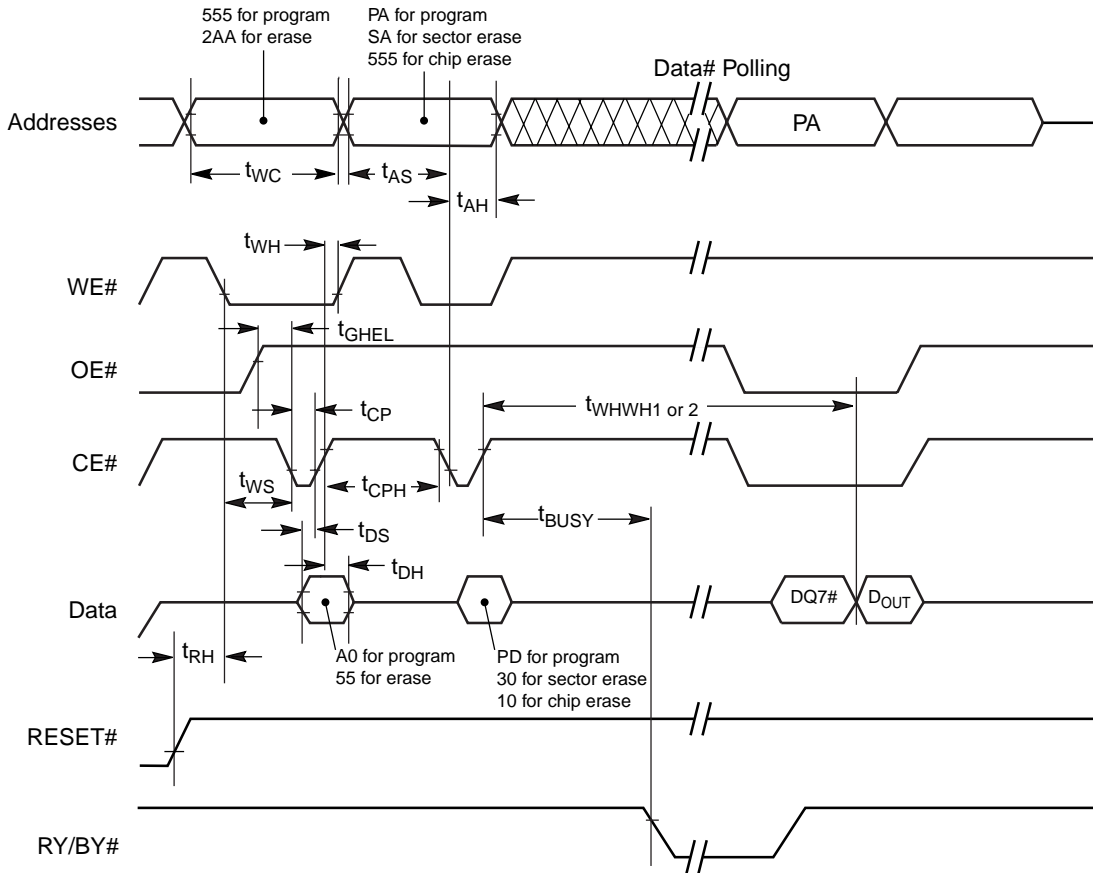 555 for program
2AA for erase
PA for program
SA for sector erase
555 for chip erase
Data# Polling
Addresses
PA
tWC
tAS
tAH
tWH
WE#
tGHEL
OE#
tWHWH1 or 2
tCP
CE#
tWS
tCPH
tBUSY
tDS
tDH
Data
DQ7#
DOUT
tRH
A0 for program
55 for erase
PD for program
30 for sector erase
10 for chip erase
RESET#
RY/BY#